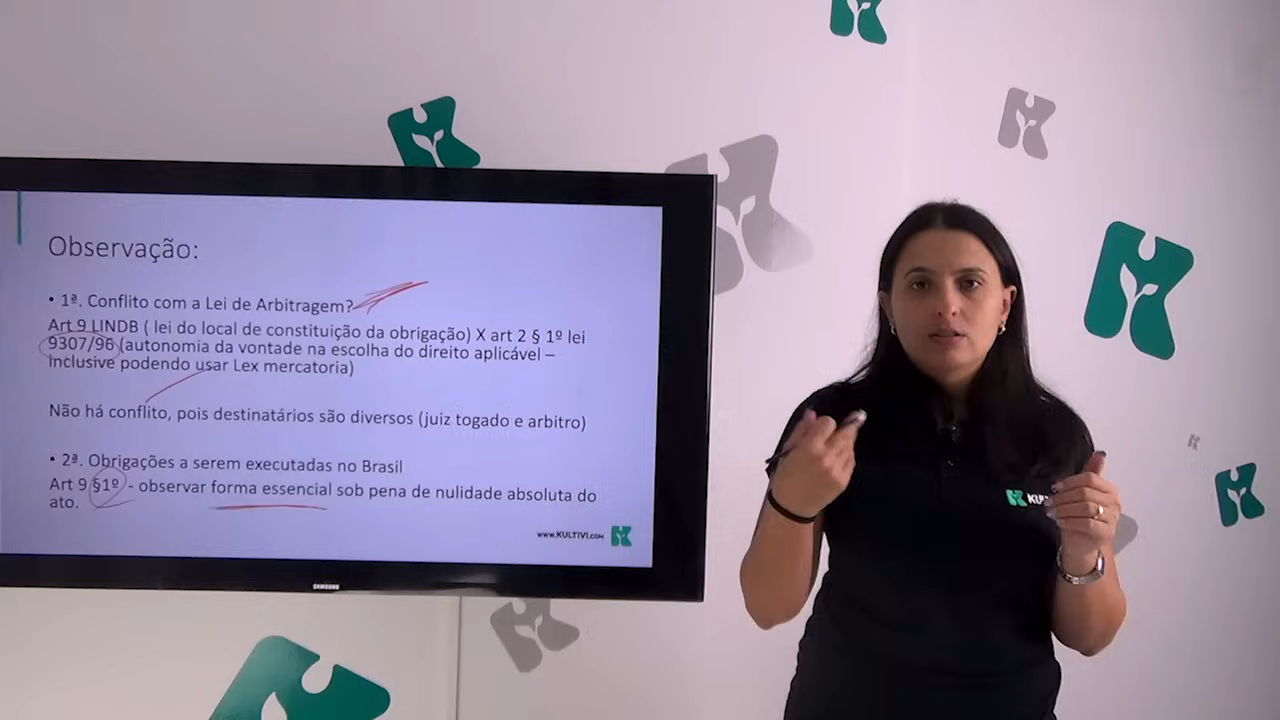 Observação:
• 1ª. Conflito com a Lei de Arbitragem?
Art 9 LINDB ( lei do local de constituição da obrigação) X art 2 § 1º lei
9307/96 (autonomia da vontade na escolha do direito aplicável –
inclusive podendo usar Lex mercatoria)
Não há conflito, pois destinatários são diversos (juiz togado e arbitro)
• 2ª. Obrigações a serem executadas no Brasil
Art 9 §1º - observar forma essencial sob pena de nulidade absoluta do
ato.
WWW.KULTIVI.COM
SAMSUNG